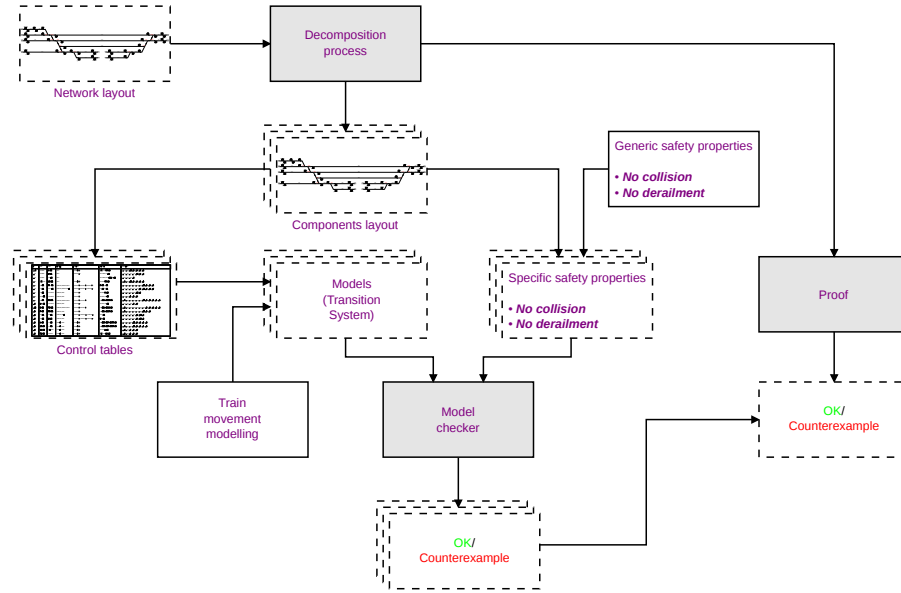 Decomposition
process
Network layout
Generic safety properties
• No collision
• No derailment
Components layout
Models
(Transition
System)
Specific safety properties
• No collision
• No derailment
Proof
Control tables
Train
movement
modelling
Model
checker
OK/
Counterexample
OK/
Counterexample